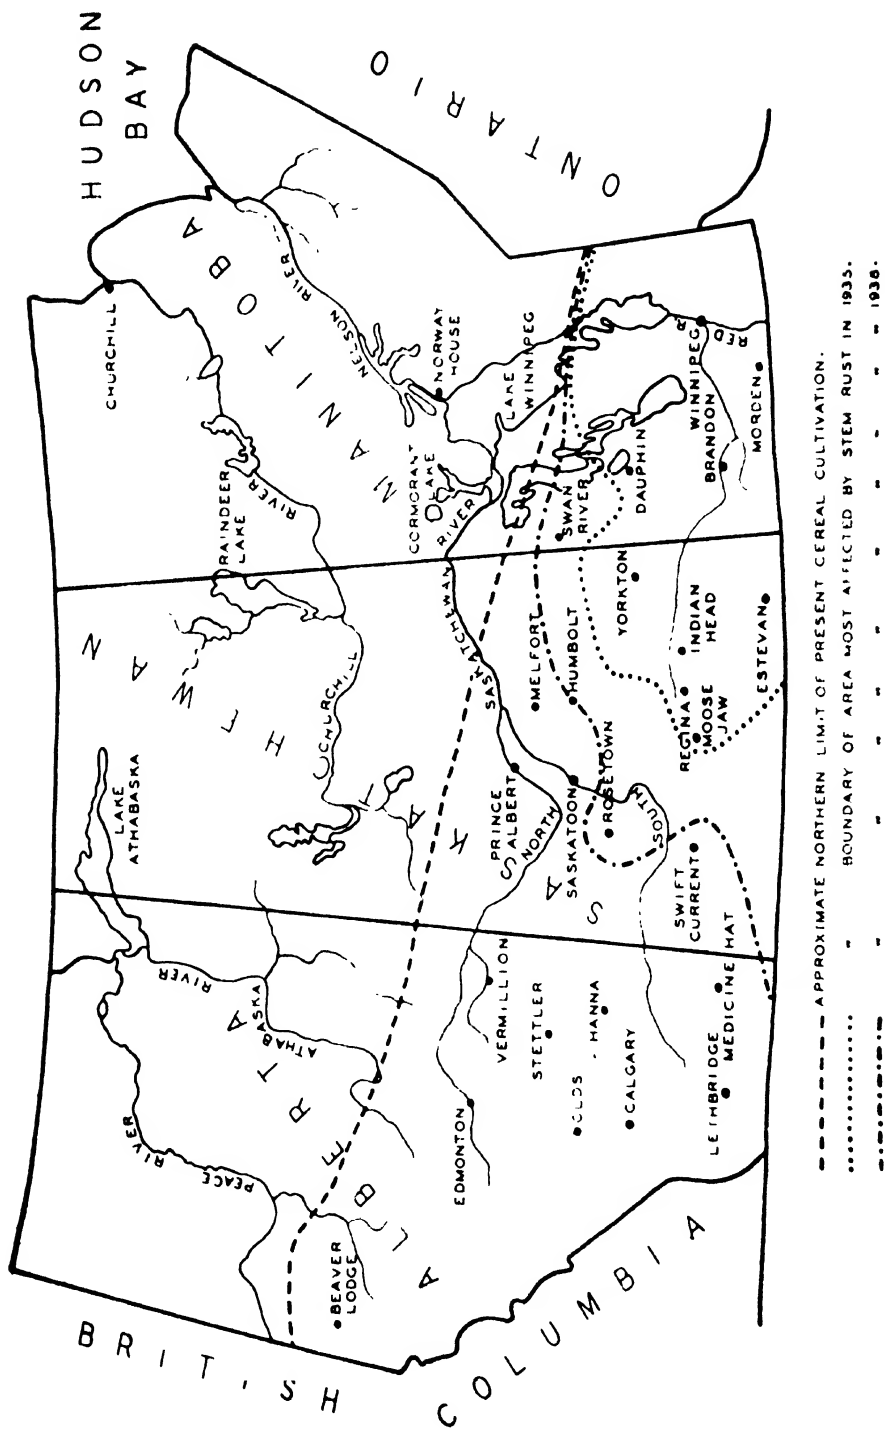 HUDSON
BAY
ONTARIO
MANITOBA
CHURCHILL
NELSON RIVER
NORWAY
HOUSE
LAKE
WINNIPEG
CORMORANT
LAKE
RAINDEER
LAKE
RIVER
CHURCHILL
SASKATCHEWAN RIVER
SWAN
RIVER
DAUPHIN
WINNIPEG
RED R
BRANDON
MORDEN
SASKATCHEWAN
LAKE
ATHABASKA
MELFORT
HUMBOLT
YORKTON
INDIAN
HEAD
ESTEVAN
REGINA
MOOSE
JAW
PRINCE
ALBERT
NORTH
SASKATOON
ROSETOWN
SOUTH
SWIFT
CURRENT
ALBERTA
ATHABASKA
RIVER
PEACE
RIVER
BEAVER
LODGE
EDMONTON
VERMILLION
STETTLER
HANNA
OLDS
CALGARY
MEDICINE HAT
LETHBRIDGE
BRITISH
COLUMBIA
APPROXIMATE NORTHERN LIMIT OF PRESENT CEREAL CULTIVATION.
" BOUNDARY OF AREA MOST AFFECTED BY STEM RUST IN 1935.
" " " " " " " " 1938.